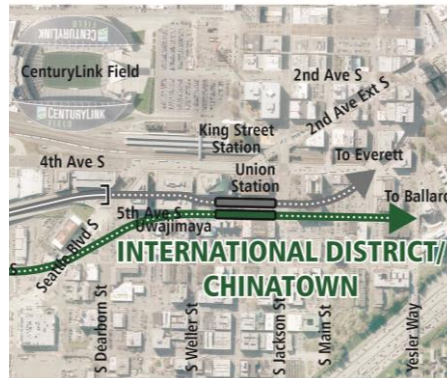 CENTURYLINK
CenturyLink Field
CENTURYLINK
FIELD
2nd Ave S
2nd Ave Ext S
King Street
Station
4th Ave S
Union
Station
To Everett
To Ballard
5th Ave S
Uwajimaya
Seattle Blvd S
INTERNATIONAL DISTRICT/
CHINATOWN
S Dearborn St
S Weller St
S Jackson St
S Main St
Yesler Way